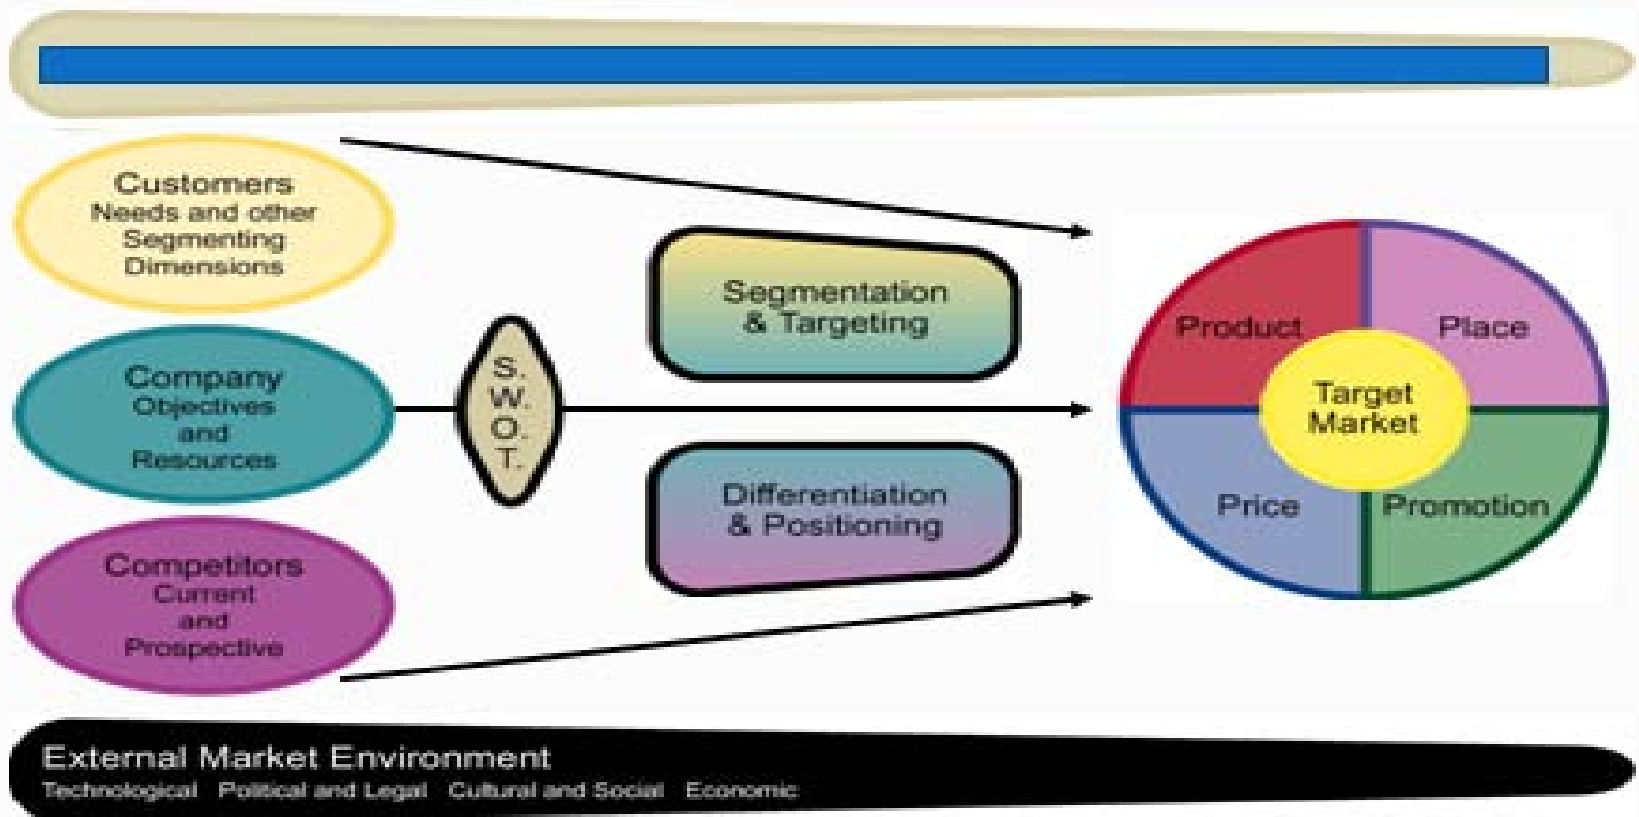 Customers
Needs and other
Segmenting
Dimensions
Company
Objectives
and
Resources
Competitors
Current
and
Prospective
S.
W.
O.
T.
Segmentation
& Targeting
Differentiation
& Positioning
Product
Place
Target
Market
Price
Promotion
External Market Environment
Technological Political and Legal Cultural and Social Economic